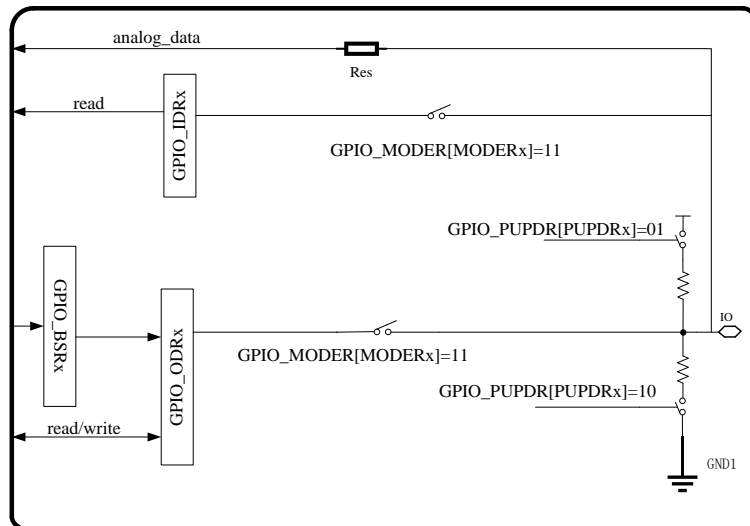 analog_data
Res
read
GPIO_IDRx
GPIO_MODER[MODERx]=11
GPIO_PUPDR[PUPDRx]=01
GPIO_BSRx
GPIO_ODRx
IO
GPIO_MODER[MODERx]=11
GPIO_PUPDR[PUPDRx]=10
read/write
GND1